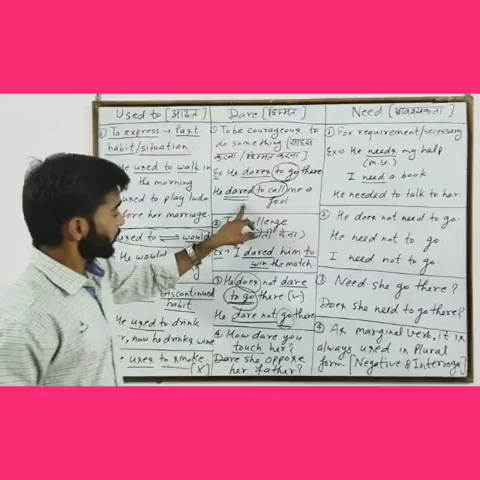 Used to [आदत]
① To express → Past
habit/situation.
He used to walk in
the morning
used to play ludo
before her marriage.
used to ⇌ would
He would
discontinued
habit
He used to drink
now he drinks wine
uses to smoke
[X]
Dare [हिम्मत]
① To be courageous to
do something [साहस
करना / हिम्मत करना]
Ex He dares to go there
He dared to call me a
fool
② To challenge
देना)
Ex → I dared him to
win the match
③ He does not dare
to go there (✓)
He dare not go there
④ How dare you
touch her?
Dare she oppose
her father?
Need [आवश्यकता]
① For requirement/necessary
Ex → He needs my help.
(m.v.)
I need a book
He needed to talk to her
② He does not need to go.
He need not to go
I need not to go
③ Need she go there?
Does she need to go there?
④ As marginal verb, it is
always used in Plural
form. [Negative & Interroga]